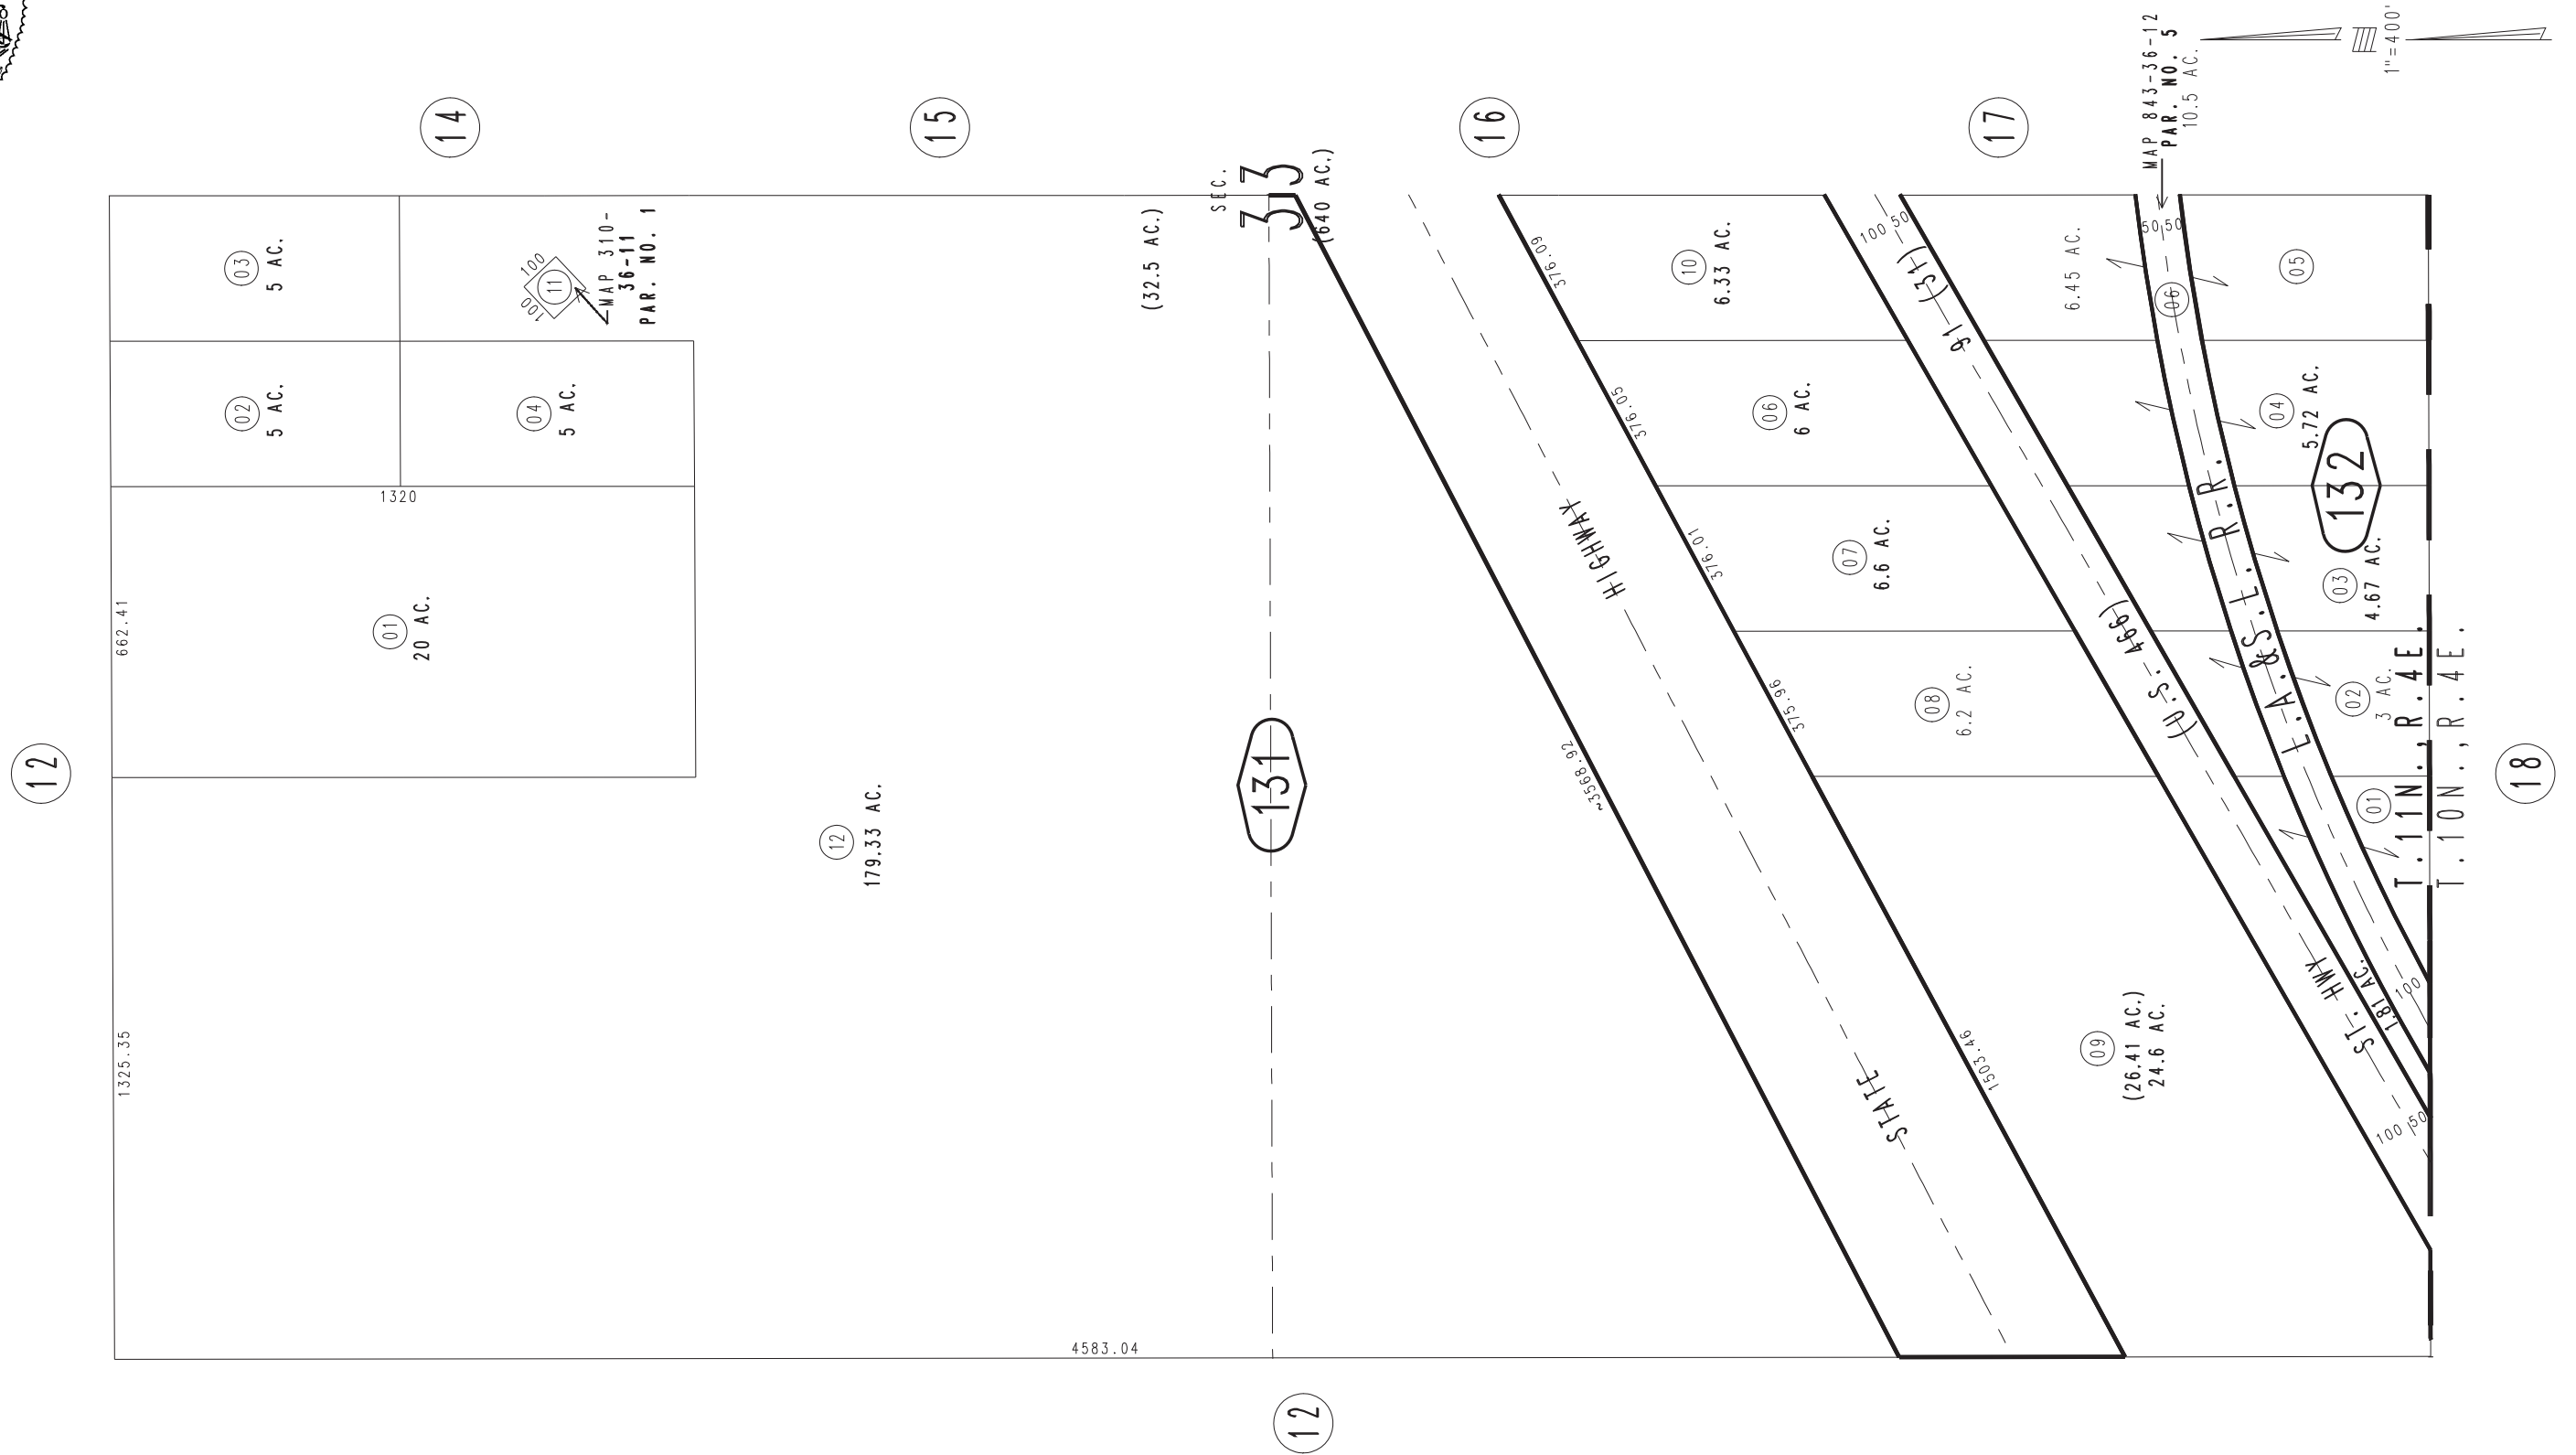 14
15
16
17
12
12
18
MAP 843-36-12
PAR. NO. 5
10.5 AC.
1"=400'
SEC.
33
(640 AC.)
(32.5 AC.)
03
5 AC.
02
5 AC.
04
5 AC.
11
100
100
MAP 310-
36-11
PAR. NO. 1
1320
662.41
01
20 AC.
1325.35
12
179.33 AC.
131
4583.04
~3568.92
STATE HIGHWAY
376.09
376.05
376.01
375.96
1503.46
10
6.33 AC.
06
6 AC.
07
6.6 AC.
08
6.2 AC.
09
(26.41 AC.)
24.6 AC.
100 50
ST. HWY (U.S. 466) 91 (31)
100 50
6.45 AC.
50 50
06
L.A. & S.L. R.R.
100
1.81 AC.
05
04
5.72 AC.
132
03
4.67 AC.
02
3 AC.
01
T.11N., R.4E.
T.10N., R.4E.